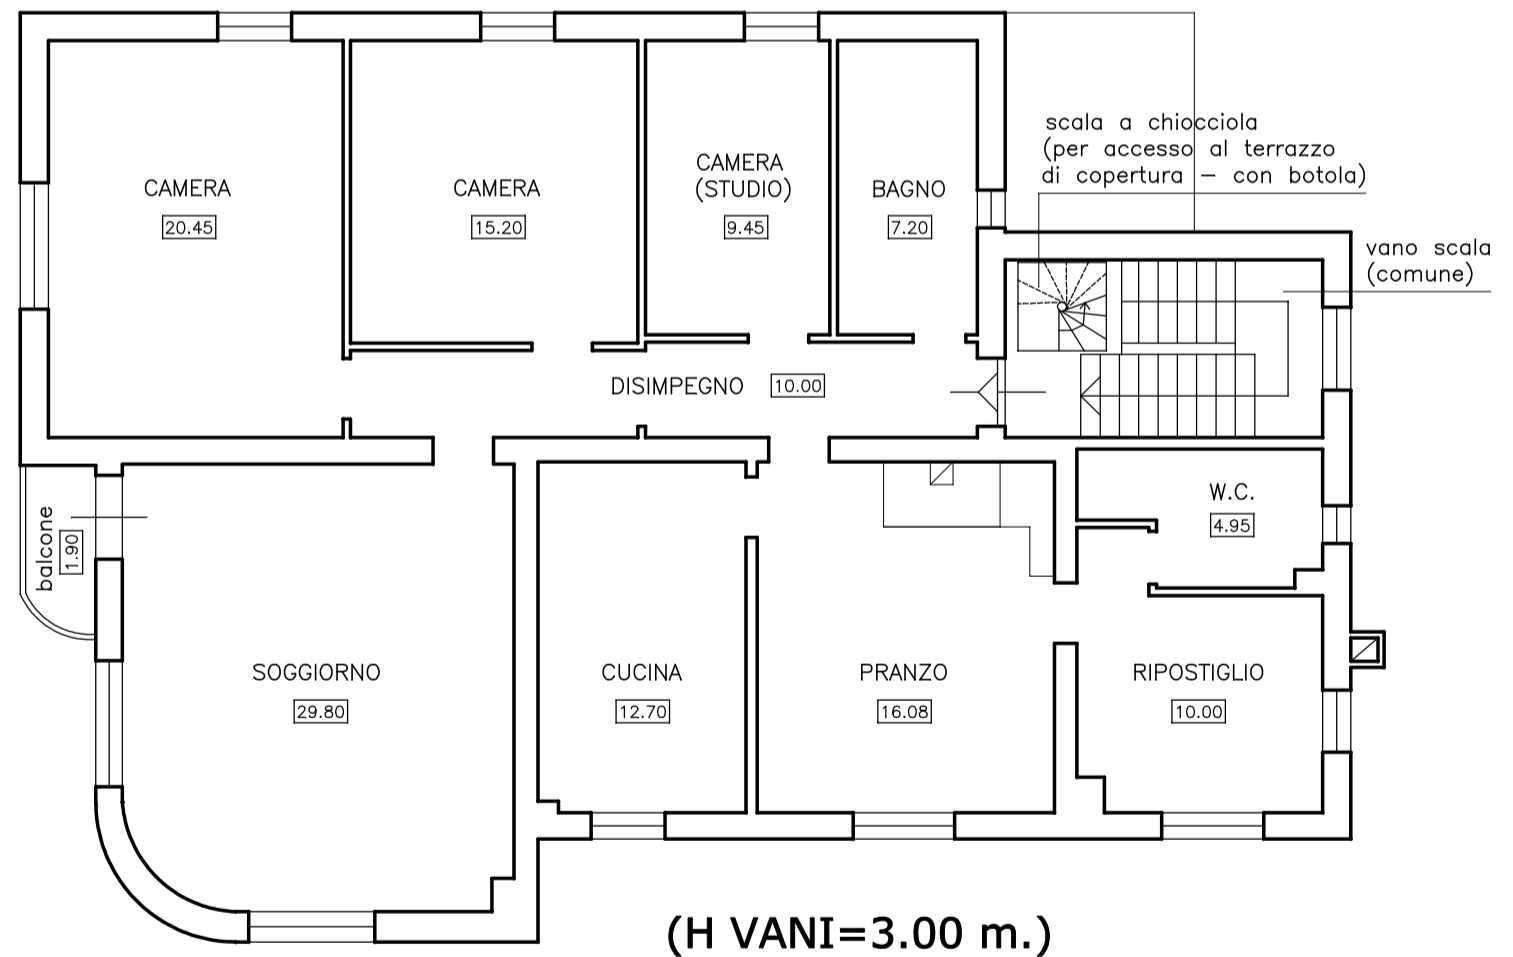 scala a chiocciola
(per accesso al terrazzo
di copertura – con botola)
CAMERA
20.45
CAMERA
15.20
CAMERA
(STUDIO)
9.45
BAGNO
7.20
vano scala
(comune)
DISIMPEGNO 10.00
balcone
1.90
W.C.
4.95
SOGGIORNO
29.80
CUCINA
12.70
PRANZO
16.08
RIPOSTIGLIO
10.00
(H VANI=3.00 m.)